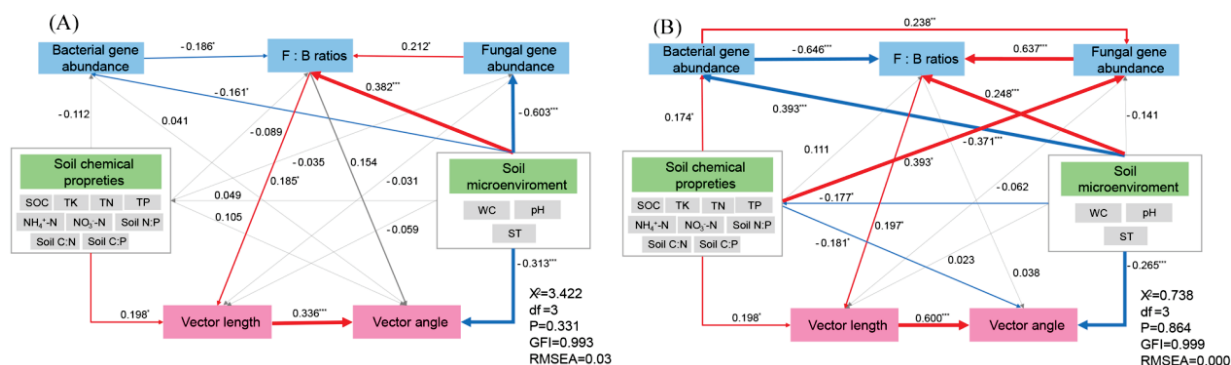 (A)
-0.186*
0.212*
Bacterial gene
abundance
F : B ratios
Fungal gene
abundance
-0.161*
0.382***
-0.603***
-0.112
0.041
-0.089
-0.035
0.154
0.185*
-0.031
0.049
0.105
-0.059
Soil chemical
propreties
SOC TK TN TP
NH₄⁺-N NO₃⁻-N Soil N:P
Soil C:N Soil C:P
Soil
microenviroment
WC pH
ST
-0.313***
0.198*
Vector length
0.336***
Vector angle
X²=3.422
df =3
P=0.331
GFI=0.993
RMSEA=0.03
(B)
0.238**
Bacterial gene
abundance
-0.646***
F : B ratios
0.637***
Fungal gene
abundance
0.174*
0.393***
0.248***
-0.371***
-0.141
0.111
0.393*
-0.062
-0.177*
-0.181*
0.197*
0.023
0.038
Soil chemical
propreties
SOC TK TN TP
NH₄⁺-N NO₃⁻-N Soil N:P
Soil C:N Soil C:P
Soil
microenviroment
WC pH
ST
-0.265***
0.198*
Vector length
0.600***
Vector angle
X²=0.738
df =3
P=0.864
GFI=0.999
RMSEA=0.000